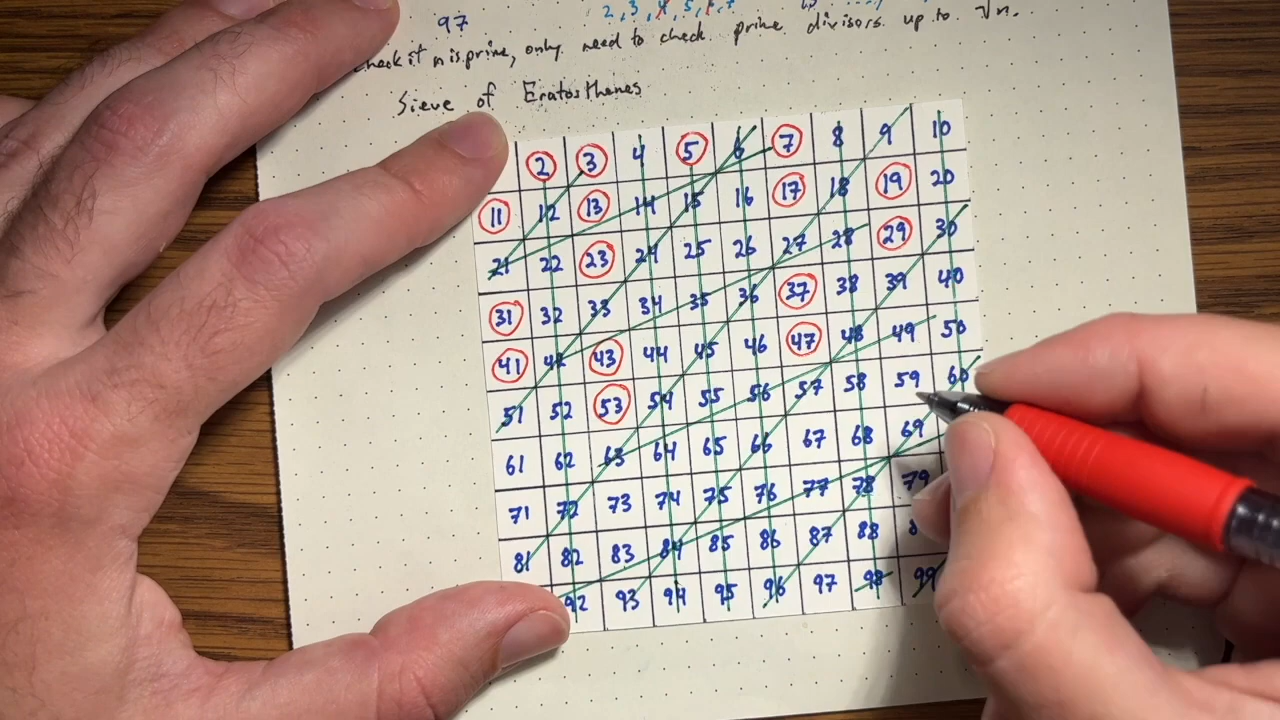 97 2, 3, 4, 5, 6, 7
check if n is prime, only need to check prime divisors up to √n.
Sieve of Eratosthenes
2 3 4 5 6 7 8 9 10
11 12 13 14 15 16 17 18 19 20
21 22 23 24 25 26 27 28 29 30
31 32 33 34 35 36 37 38 39 40
41 42 43 44 45 46 47 48 49 50
51 52 53 54 55 56 57 58 59 60
61 62 63 64 65 66 67 68 69
71 72 73 74 75 76 77 78 79
81 82 83 84 85 86 87 88
92 93 94 95 96 97 98 99